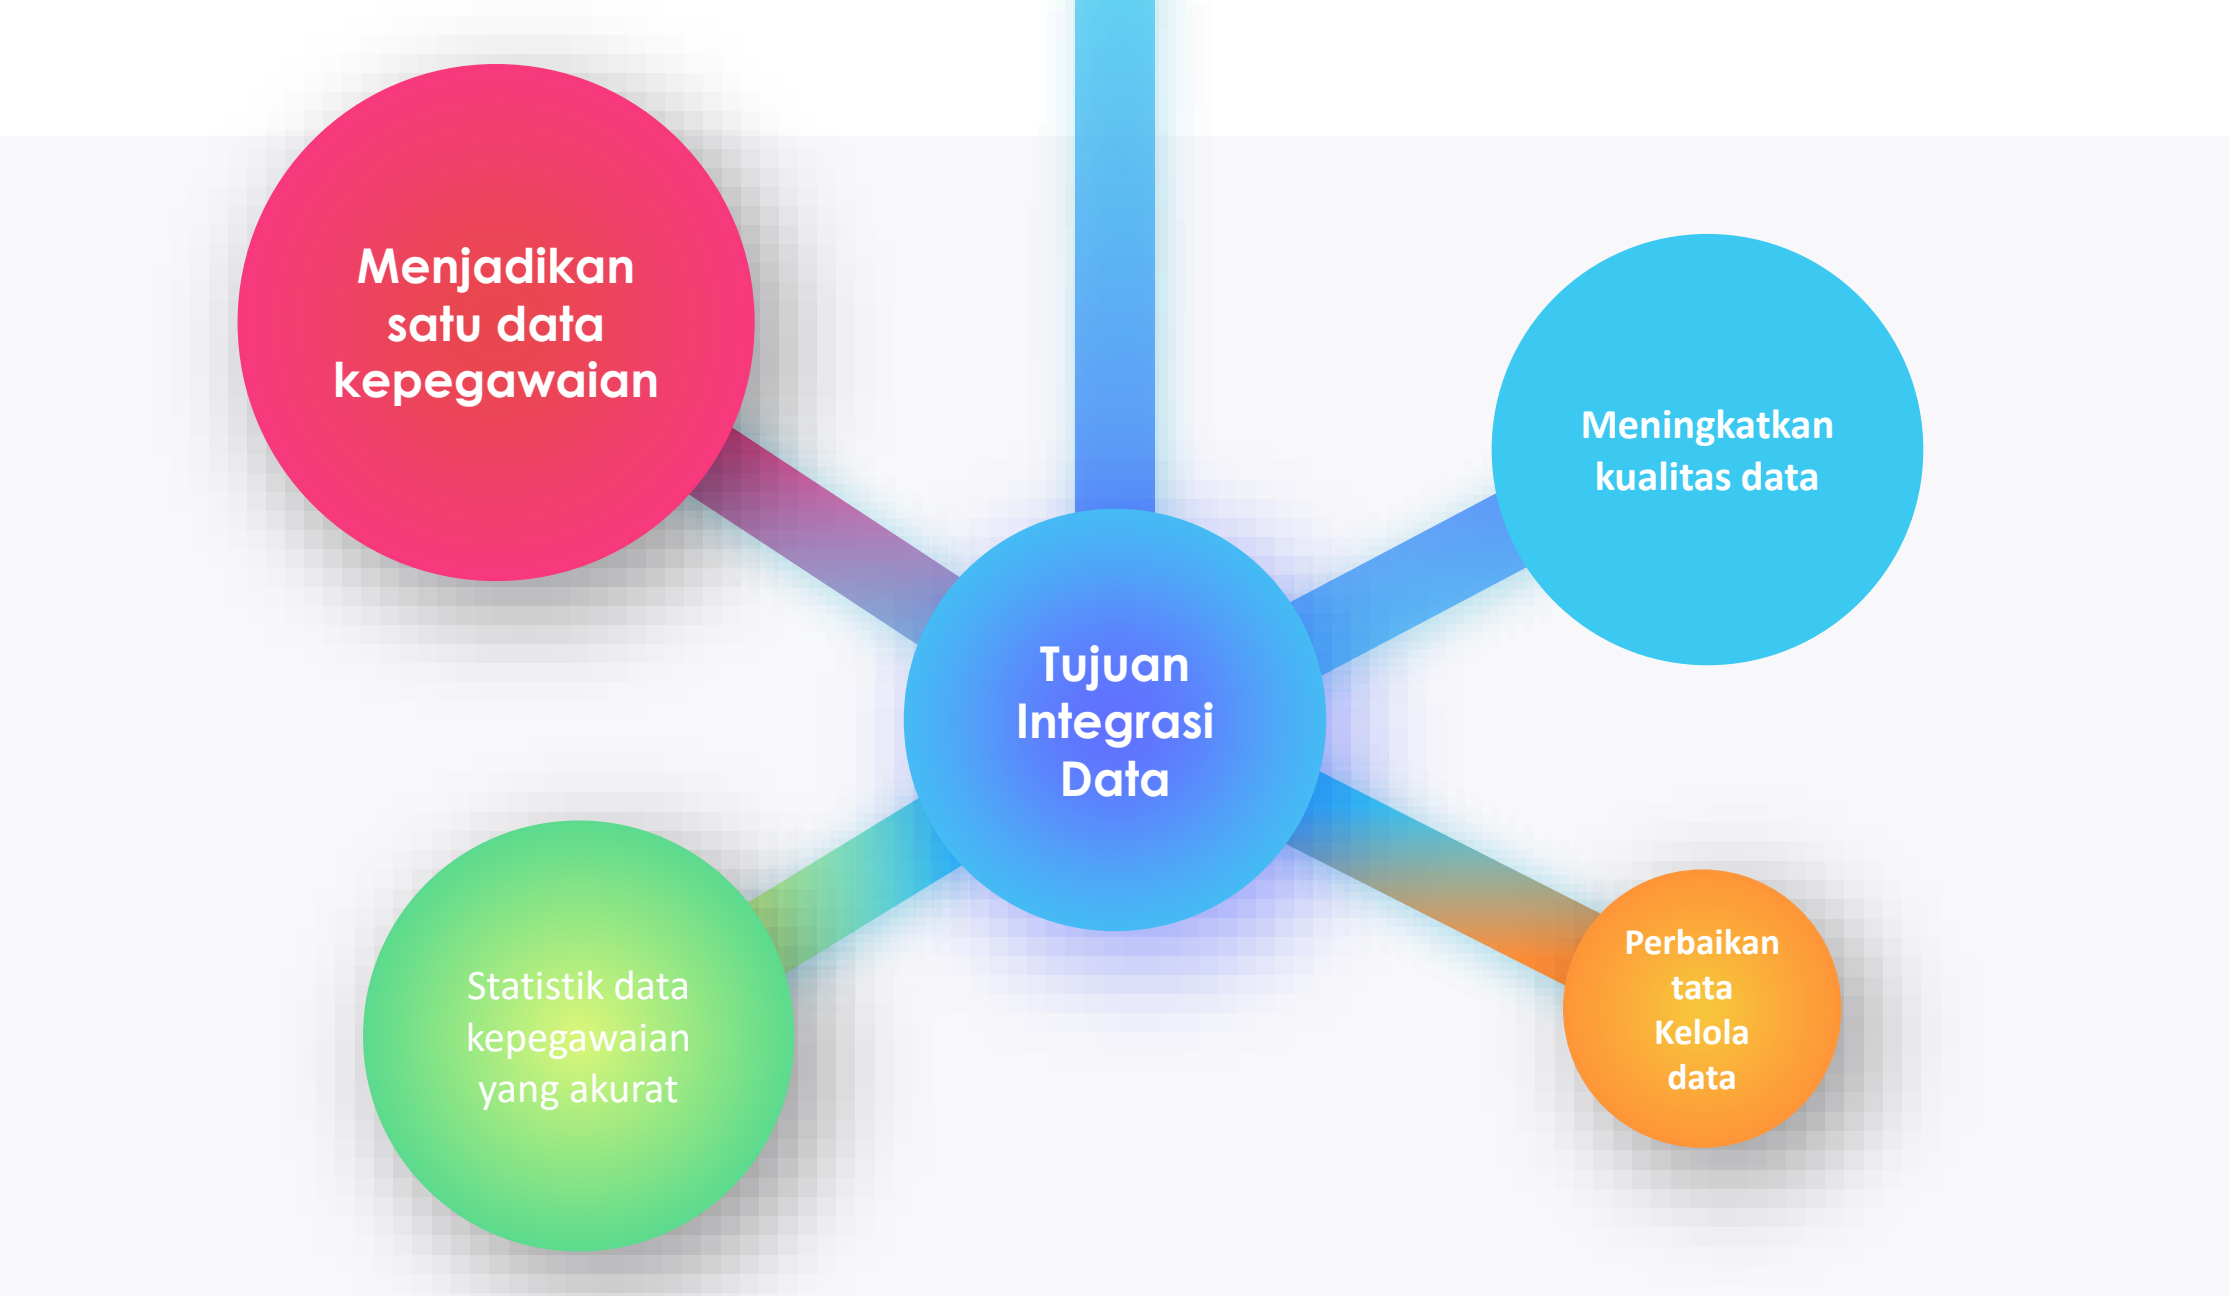 Menjadikan
satu data
kepegawaian
Meningkatkan
kualitas data
Tujuan
Integrasi
Data
Statistik data
kepegawaian
yang akurat
Perbaikan
tata
Kelola
data